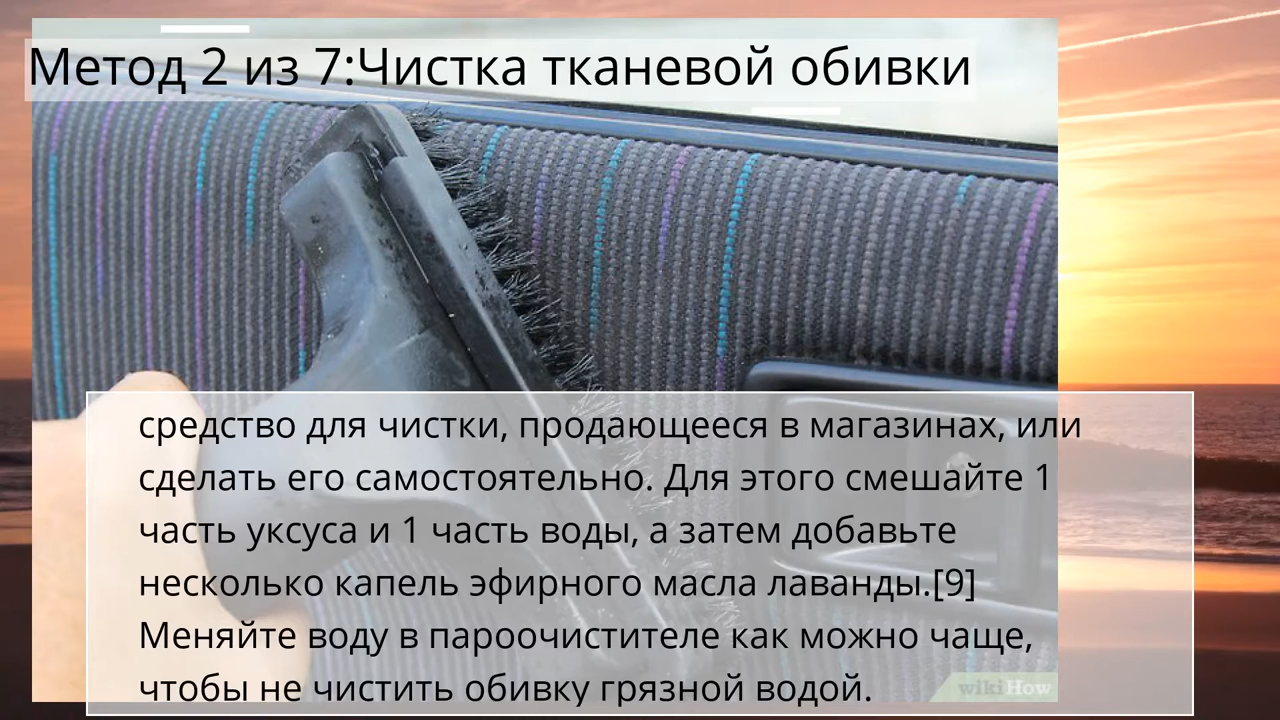 Метод 2 из 7:Чистка тканевой обивки
средство для чистки, продающееся в магазинах, или
сделать его самостоятельно. Для этого смешайте 1
часть уксуса и 1 часть воды, а затем добавьте
несколько капель эфирного масла лаванды.[9]
Меняйте воду в пароочистителе как можно чаще,
чтобы не чистить обивку грязной водой.
wikiHow